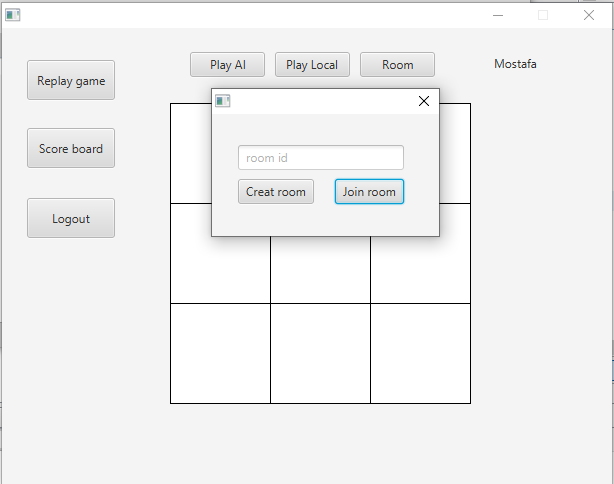 Play AI
Play Local
Room
Mostafa
Replay game
Score board
Logout
room id
Creat room
Join room